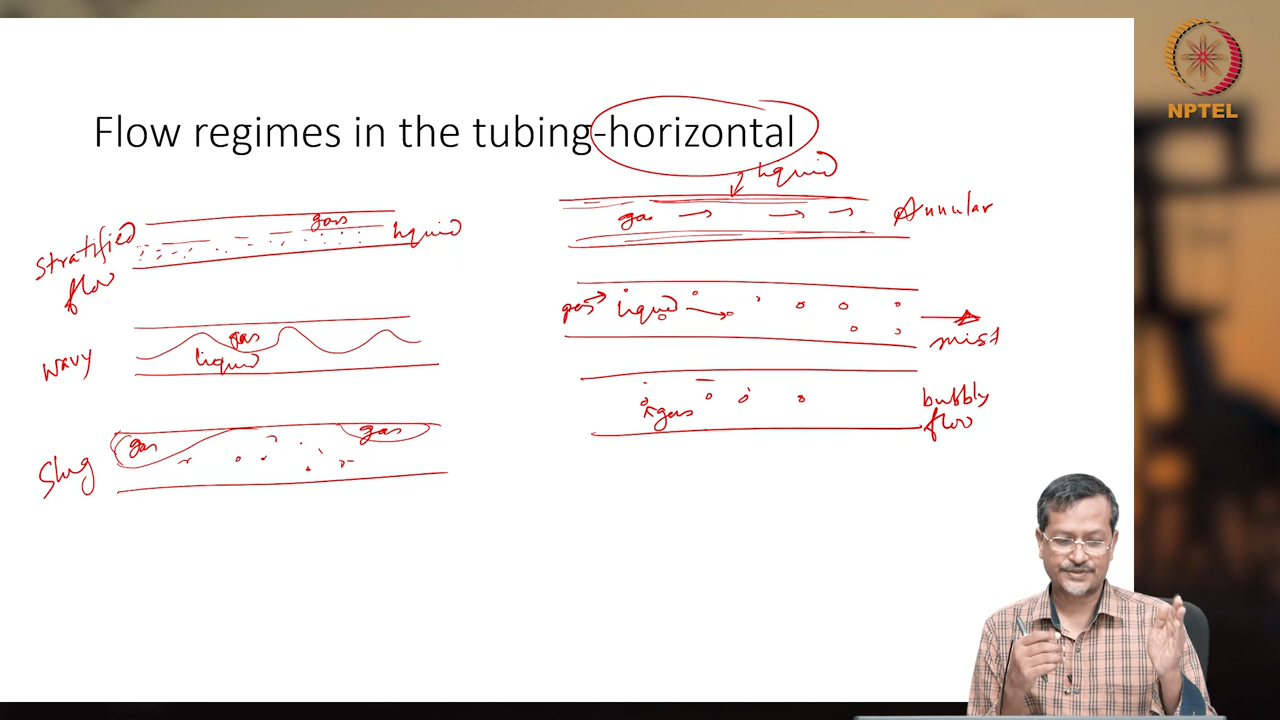 NPTEL
Flow regimes in the tubing-horizontal
stratified
flow
gas
liquid
wavy
gas
liquid
Slug
gas
gas
liquid
gas
Annular
gas
liquid
mist
gas
bubbly
flow